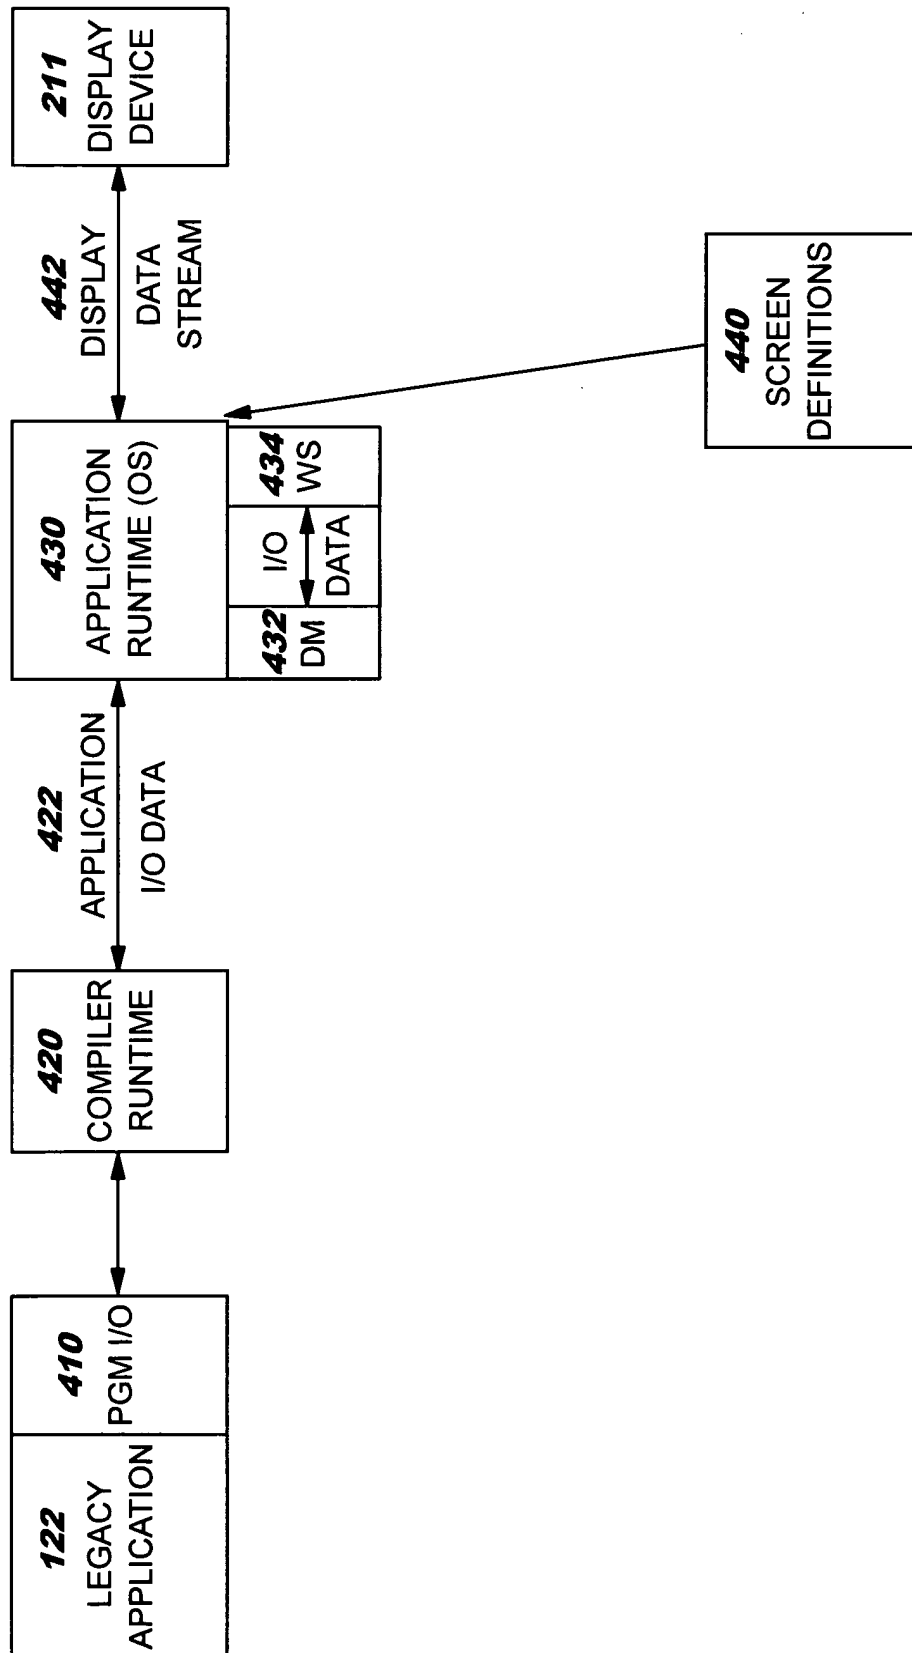 122
LEGACY
APPLICATION
410
PGM I/O
420
COMPILER
RUNTIME
422
APPLICATION
I/O DATA
430
APPLICATION
RUNTIME (OS)
432
DM
I/O
DATA
434
WS
442
DISPLAY
DATA
STREAM
211
DISPLAY
DEVICE
440
SCREEN
DEFINITIONS